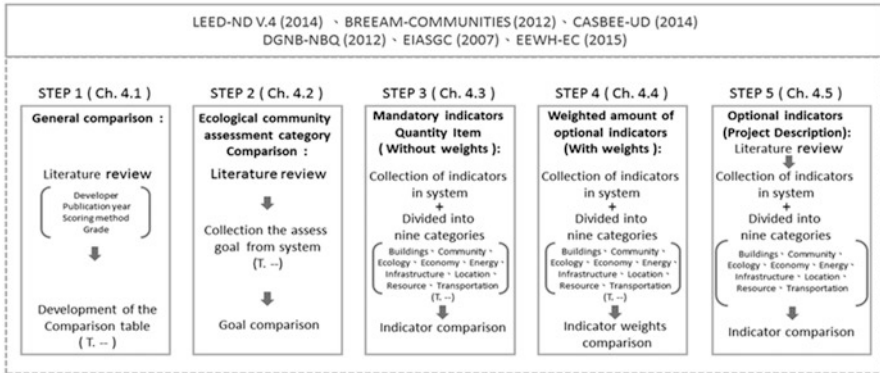 LEED-ND V.4 (2014) 、BREEAM-COMMUNITIES (2012) 、CASBEE-UD (2014)
DGNB-NBQ (2012) 、EIASGC (2007) 、EEWH-EC (2015)
STEP 1 ( Ch. 4.1 )
General comparison :
Literature review
Developer
Publication year
Scoring method
Grade
Development of the
Comparison table
( T. -- )
STEP 2 ( Ch. 4.2 )
Ecological community
assessment category
Comparison :
Literature review
Collection the assess
goal from system
(T. --)
Goal comparison
STEP 3 ( Ch. 4.3 )
Mandatory indicators
Quantity Item
( Without weights ):
Collection of indicators
in system
+
Divided into
nine categories
Buildings、Community、
Ecology、Economy、Energy、
Infrastructure、Location、
Resource、Transportation
(T. --)
Indicator comparison
STEP 4 ( Ch. 4.4 )
Weighted amount of
optional indicators
(With weights ):
Collection of indicators
in system
+
Divided into
nine categories
Buildings、Community、
Ecology、Economy、Energy、
Infrastructure、Location、
Resource、Transportation
(T. --)
Indicator weights
comparison
STEP 5 ( Ch. 4.5 )
Optional indicators
(Project Description):
Literature review
Collection of indicators
in system
+
Divided into
nine categories
Buildings、Community、
Ecology、Economy、Energy、
Infrastructure、Location、
Resource、Transportation
Indicator comparison